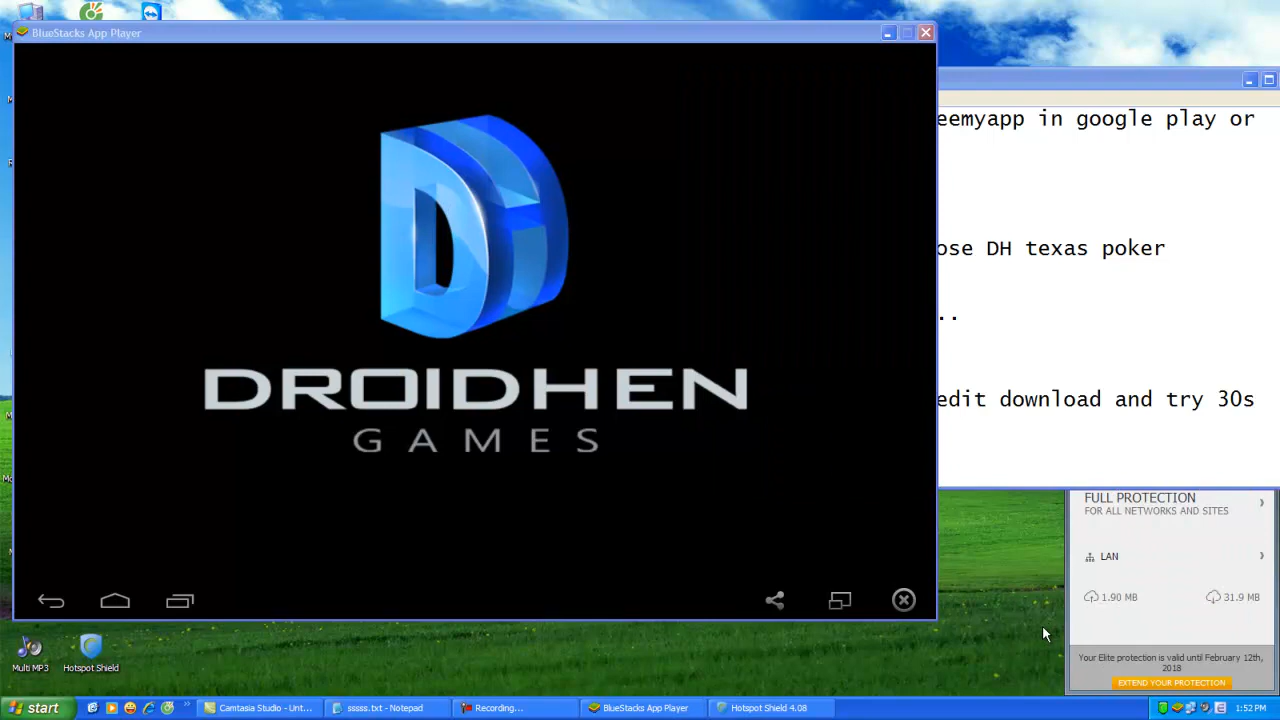 BlueStacks App Player
eemyapp in google play or
ose DH texas poker
..
edit download and try 30s
DROIDHEN
GAMES
FULL PROTECTION
FOR ALL NETWORKS AND SITES
LAN
1.90 MB
31.9 MB
Your Elite protection is valid until February 12th,
2018
EXTEND YOUR PROTECTION
Multi MP3
Hotspot Shield
start
Camtasia Studio - Unt...
sssss.txt - Notepad
Recording...
BlueStacks App Player
Hotspot Shield 4.08
1:52 PM